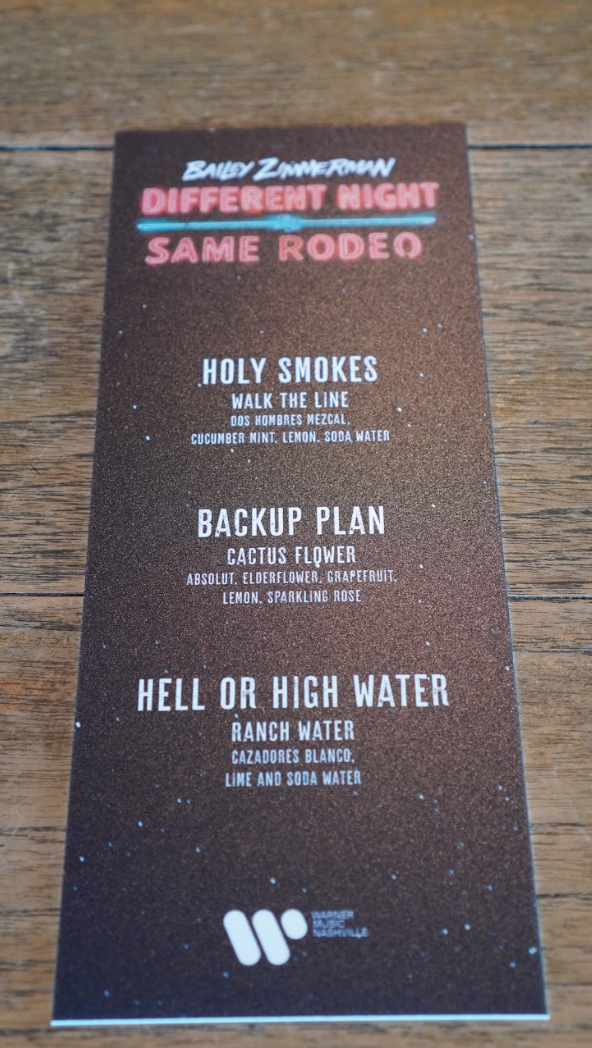 BAILEY ZIMMERMAN
DIFFERENT NIGHT
SAME RODEO
HOLY SMOKES
WALK THE LINE
DOS HOMBRES MEZCAL,
CUCUMBER MINT, LEMON, SODA WATER
BACKUP PLAN
CACTUS FLOWER
ABSOLUT, ELDERFLOWER, GRAPEFRUIT,
LEMON, SPARKLING ROSE
HELL OR HIGH WATER
RANCH WATER
CAZADORES BLANCO,
LIME AND SODA WATER
WARNER
MUSIC
NASHVILLE